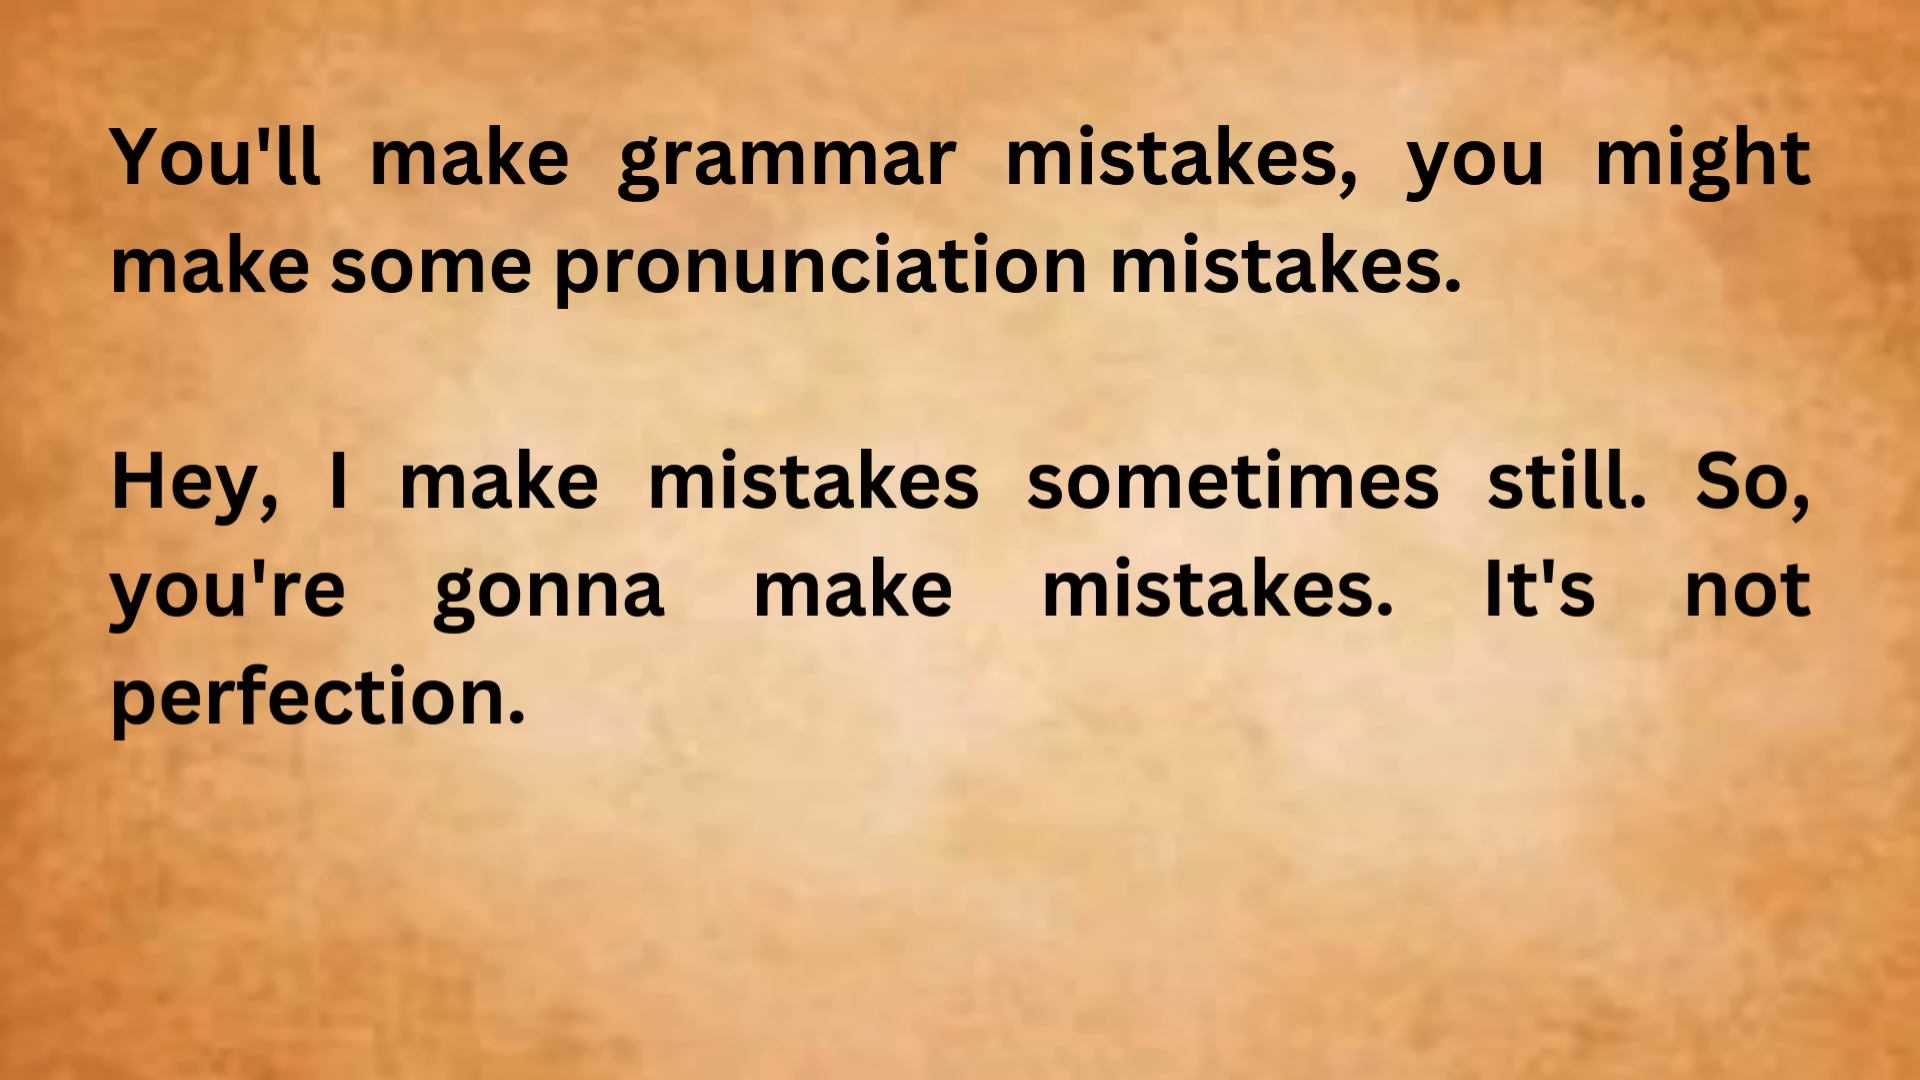 You'll make grammar mistakes, you might
make some pronunciation mistakes.
Hey, I make mistakes sometimes still. So,
you're gonna make mistakes. It's not
perfection.